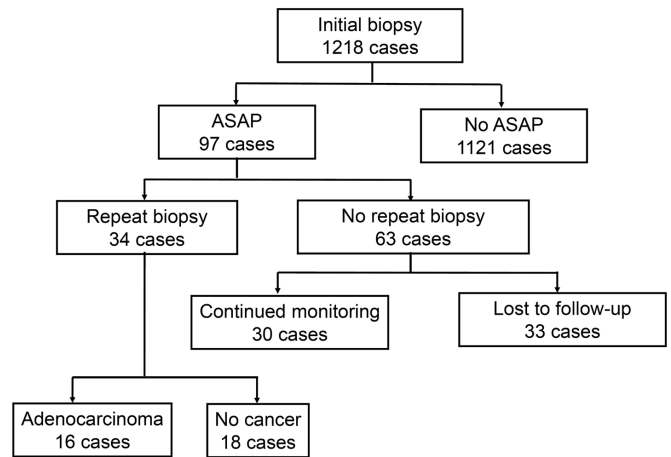 Initial biopsy
1218 cases
ASAP
97 cases
No ASAP
1121 cases
Repeat biopsy
34 cases
No repeat biopsy
63 cases
Continued monitoring
30 cases
Lost to follow-up
33 cases
Adenocarcinoma
16 cases
No cancer
18 cases